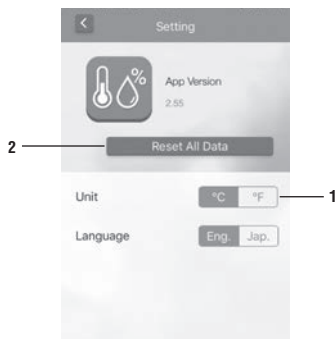 Setting
%
App Version
2.55
2
Reset All Data
Unit
°C
°F
1
Language
Eng.
Jap.